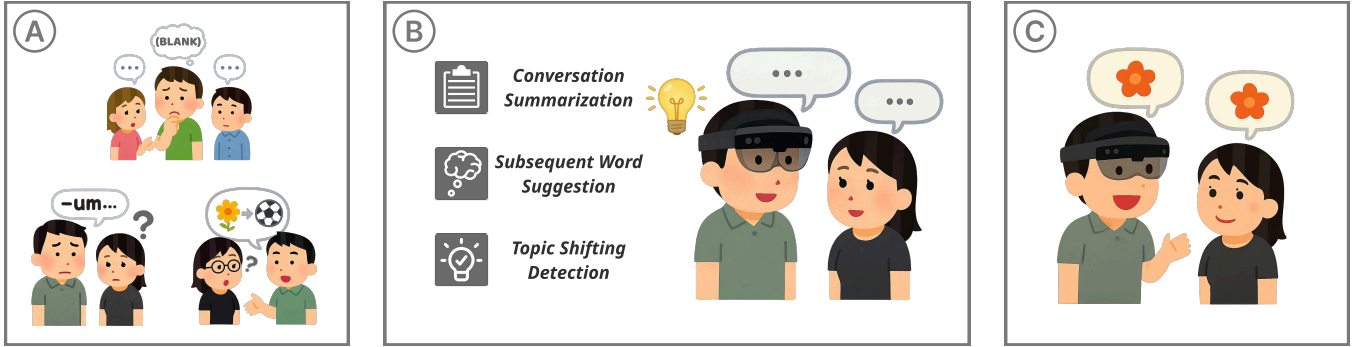 A
(BLANK)
...
...
-um...
?
?
B
Conversation
Summarization
Subsequent Word
Suggestion
Topic Shifting
Detection
...
...
C